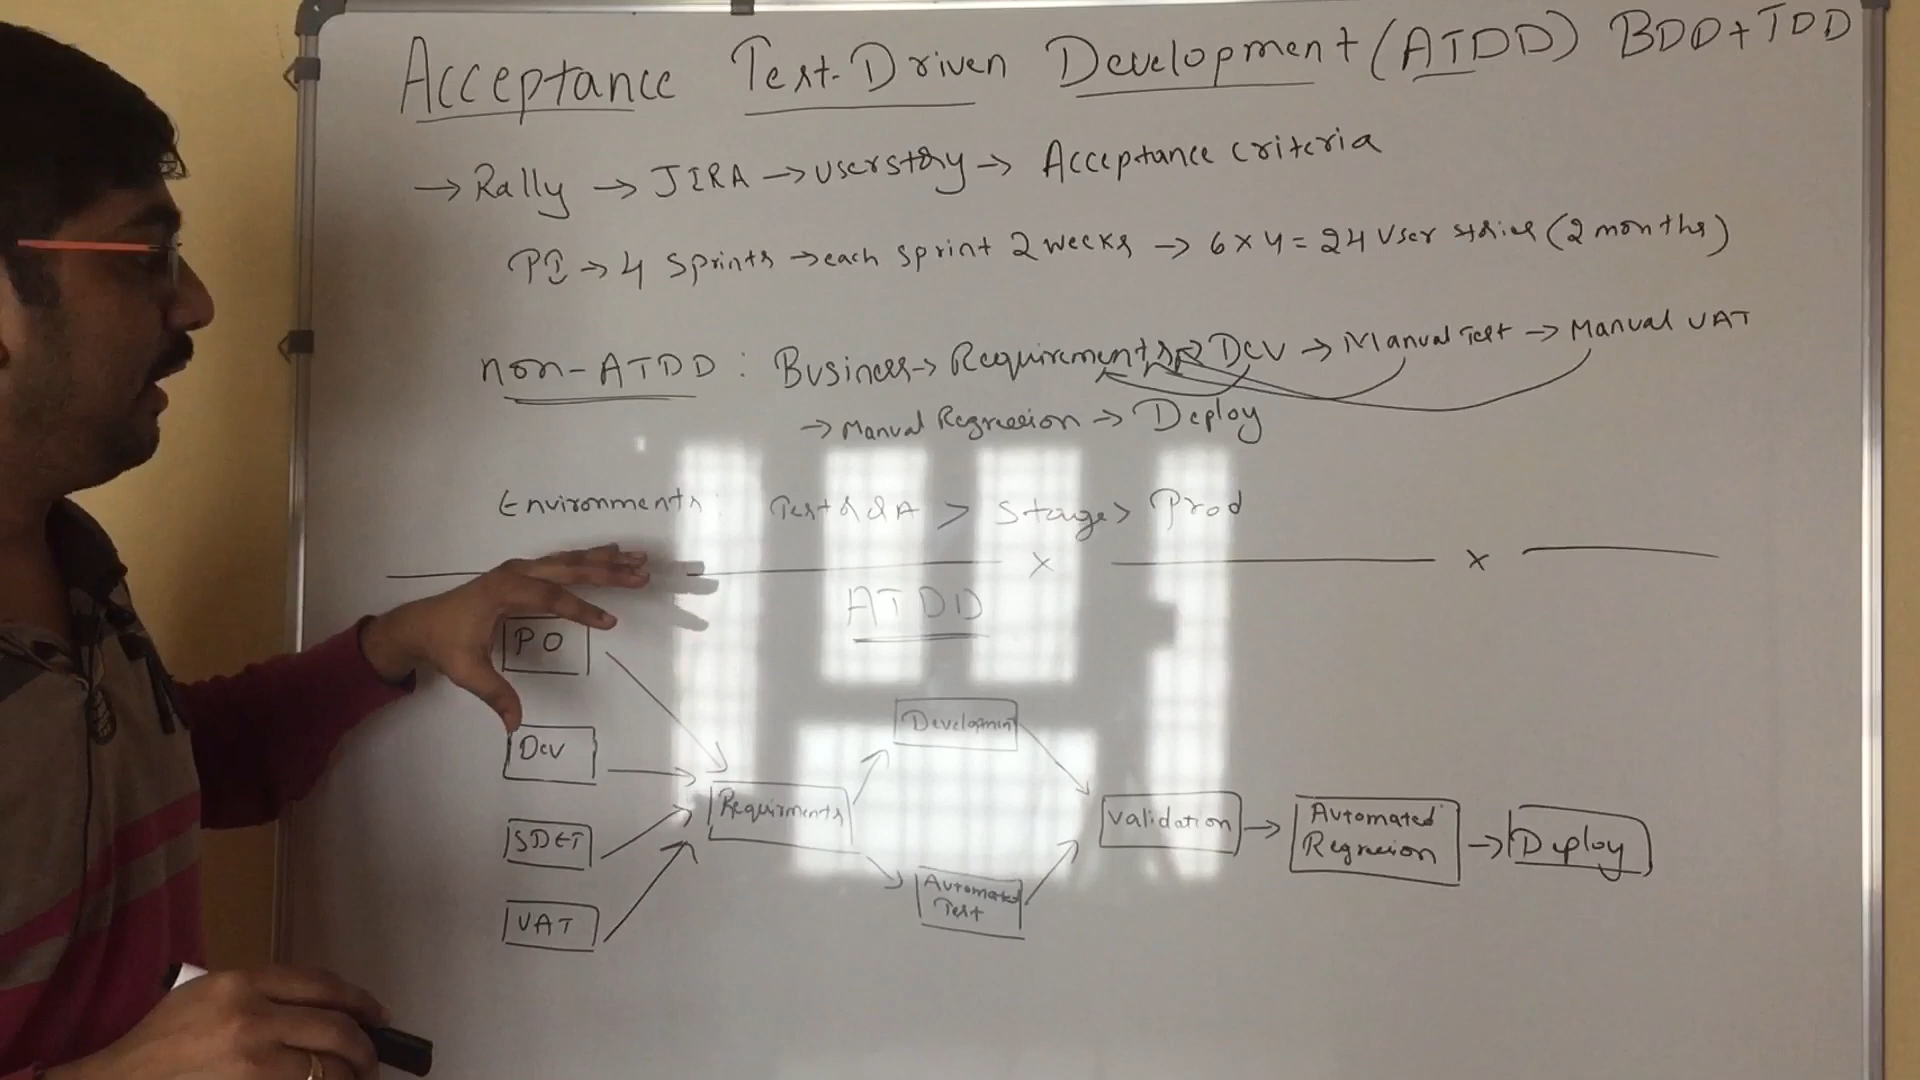 Acceptance Test-Driven Development (ATDD) BDD+TDD
→ Rally → JIRA → userstory → Acceptance criteria
PI → 4 Sprints → each sprint 2 weeks → 6 x 4 = 24 User stories (2 months)
non-ATDD : Business → Requirements → Dev → Manual Test → Manual UAT
→ Manual Regression → Deploy
Environments: Test & QA > Stage > Prod
x x
ATDD
PO
Dev
SDET
UAT
Requirments
Developmint
Automated Test
Validation →
Automated
Regression →
Deploy